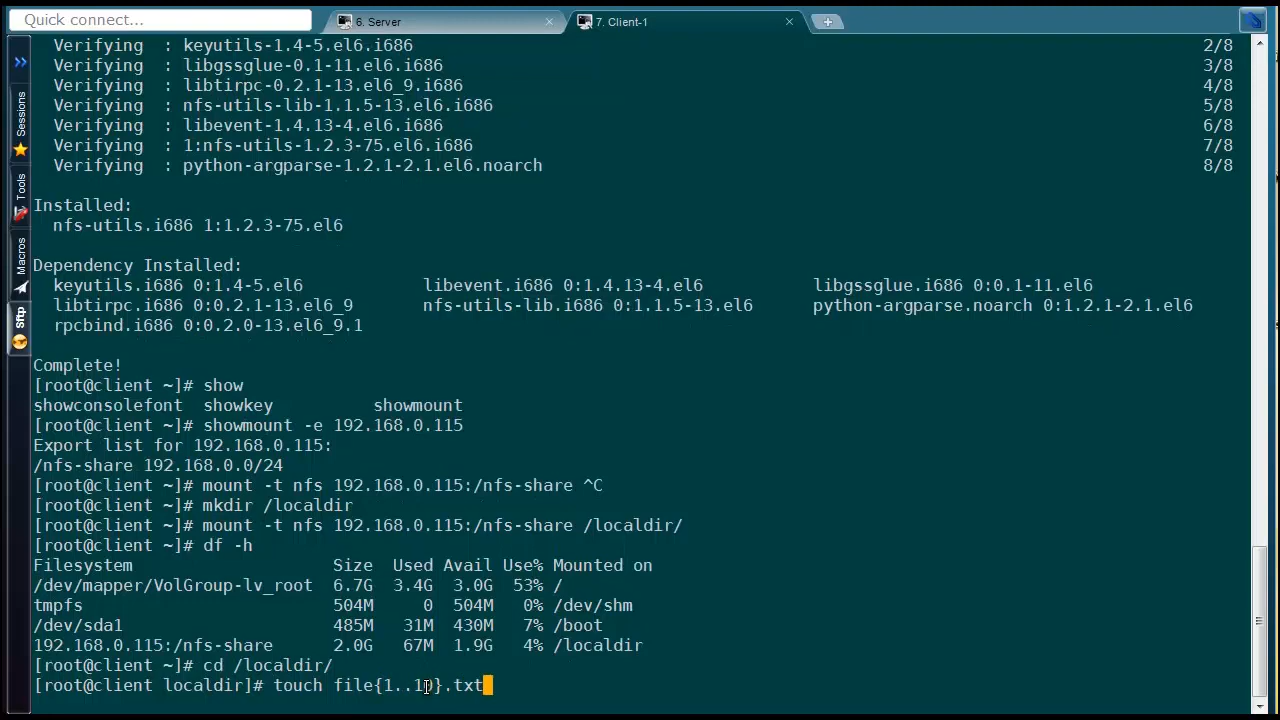 Quick connect...
6. Server
7. Client-1
Sessions
Tools
Macros
Sftp
Verifying  : keyutils-1.4-5.el6.i686 2/8
Verifying  : libgssglue-0.1-11.el6.i686 3/8
Verifying  : libtirpc-0.2.1-13.el6_9.i686 4/8
Verifying  : nfs-utils-lib-1.1.5-13.el6.i686 5/8
Verifying  : libevent-1.4.13-4.el6.i686 6/8
Verifying  : 1:nfs-utils-1.2.3-75.el6.i686 7/8
Verifying  : python-argparse-1.2.1-2.1.el6.noarch 8/8
Installed:
nfs-utils.i686 1:1.2.3-75.el6
Dependency Installed:
keyutils.i686 0:1.4-5.el6 libevent.i686 0:1.4.13-4.el6 libgssglue.i686 0:0.1-11.el6
libtirpc.i686 0:0.2.1-13.el6_9 nfs-utils-lib.i686 0:1.1.5-13.el6 python-argparse.noarch 0:1.2.1-2.1.el6
rpcbind.i686 0:0.2.0-13.el6_9.1
Complete!
[root@client ~]# show
showconsolefont showkey showmount
[root@client ~]# showmount -e 192.168.0.115
Export list for 192.168.0.115:
/nfs-share 192.168.0.0/24
[root@client ~]# mount -t nfs 192.168.0.115:/nfs-share ^C
[root@client ~]# mkdir /localdir
[root@client ~]# mount -t nfs 192.168.0.115:/nfs-share /localdir/
[root@client ~]# df -h
Filesystem Size Used Avail Use% Mounted on
/dev/mapper/VolGroup-lv_root 6.7G 3.4G 3.0G 53% /
tmpfs 504M 0 504M 0% /dev/shm
/dev/sda1 485M 31M 430M 7% /boot
192.168.0.115:/nfs-share 2.0G 67M 1.9G 4% /localdir
[root@client ~]# cd /localdir/
[root@client localdir]# touch file{1..10}.txt